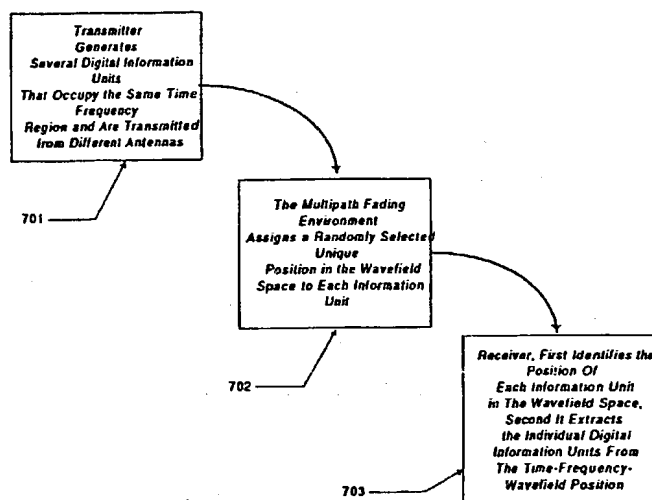 Transmitter
Generates
Several Digital Information
Units
That Occupy the Same Time
Frequency
Region and Are Transmitted
from Different Antennas
701
The Multipath Fading
Environment
Assigns a Randomly Selected
Unique
Position in the Wavefield
Space to Each Information
Unit
702
Receiver, First Identifies the
Position Of
Each Information Unit
in The Wavefield Space,
Second It Extracts
the Individual Digital
Information Units From
The Time-Frequency-
Wavefield Position
703